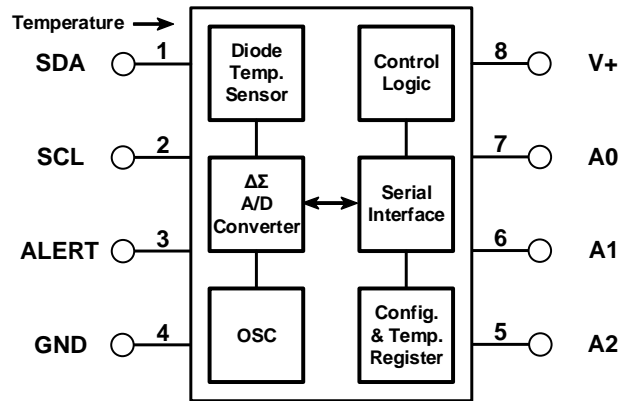 Temperature
SDA
1
Diode
Temp.
Sensor
Control
Logic
8
V+
SCL
2
ΔΣ
A/D
Converter
Serial
Interface
7
A0
ALERT
3
6
A1
GND
4
OSC
Config.
& Temp.
Register
5
A2